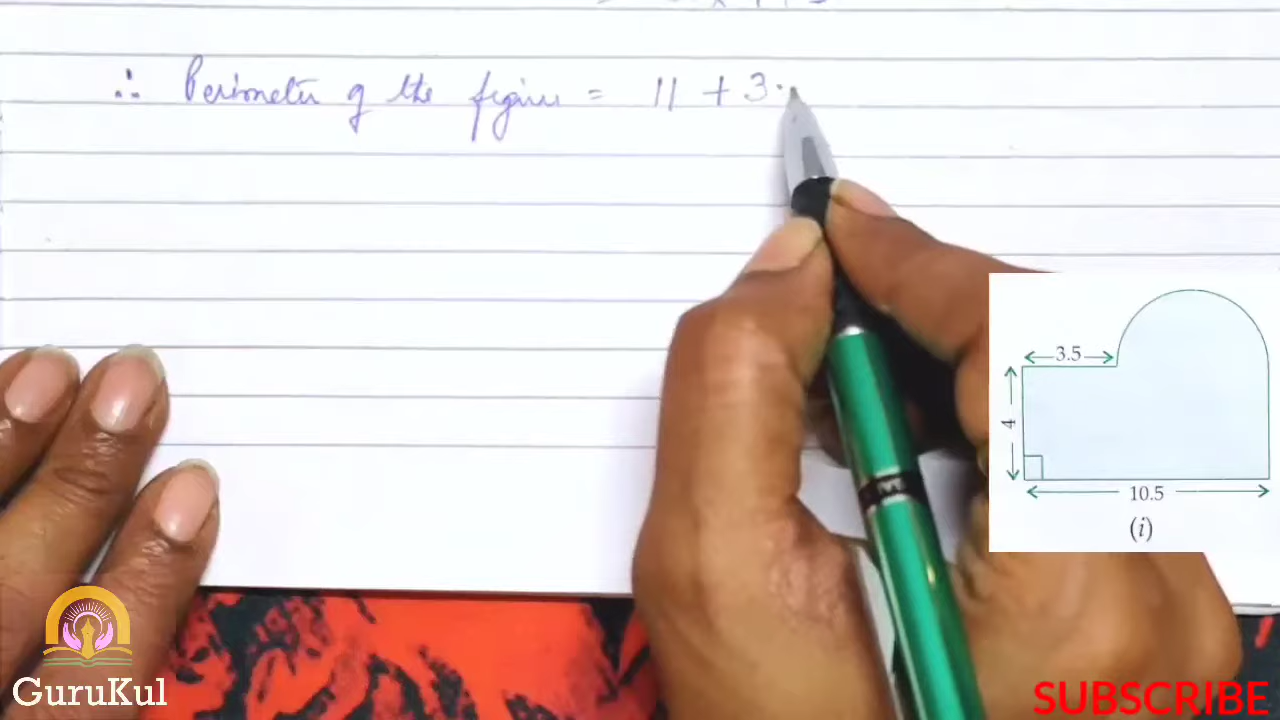 ∴ Perimeter of the figure = 11 + 3.
3.5
4
10.5
(i)
GuruKul
SUBSCRIBE